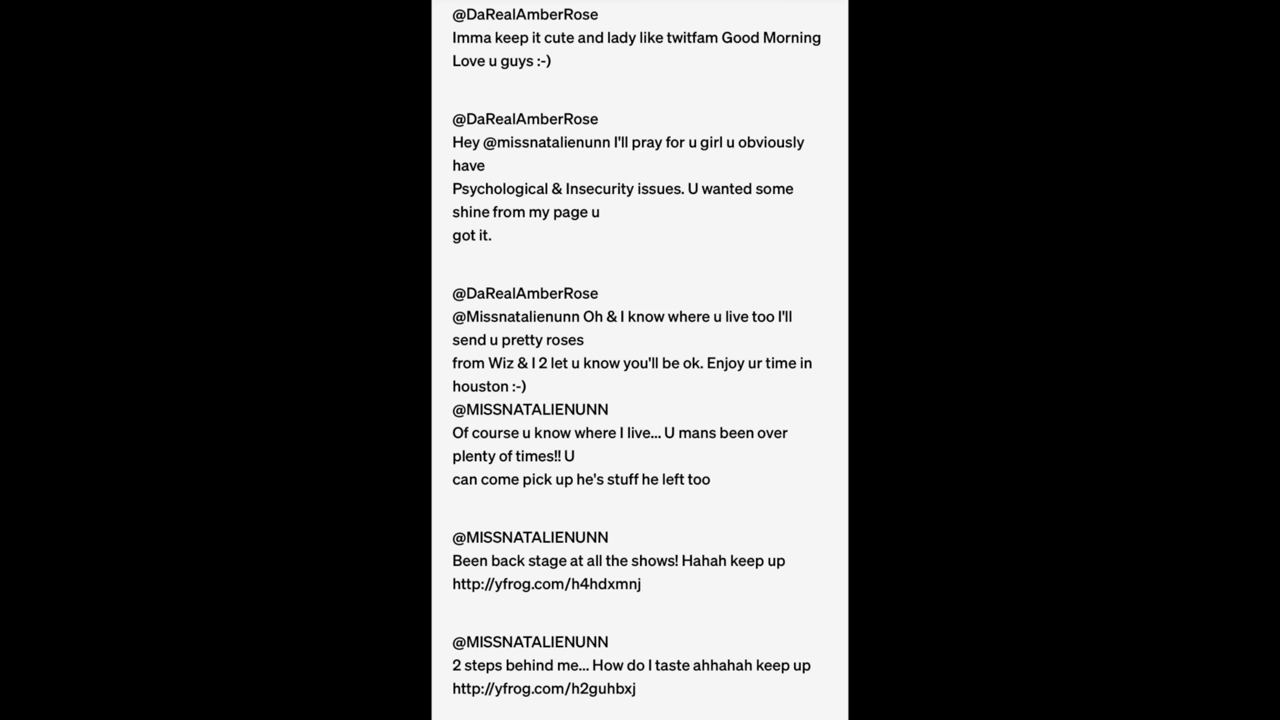 @DaRealAmberRose
Imma keep it cute and lady like twitfam Good Morning
Love u guys :-)
@DaRealAmberRose
Hey @missnatalienunn I'll pray for u girl u obviously
have
Psychological & Insecurity issues. U wanted some
shine from my page u
got it.
@DaRealAmberRose
@Missnatalienunn Oh & I know where u live too I'll
send u pretty roses
from Wiz & I 2 let u know you'll be ok. Enjoy ur time in
houston :-)
@MISSNATALIENUNN
Of course u know where I live... U mans been over
plenty of times!! U
can come pick up he's stuff he left too
@MISSNATALIENUNN
Been back stage at all the shows! Hahah keep up
http://yfrog.com/h4hdxmnj
@MISSNATALIENUNN
2 steps behind me... How do I taste ahhahah keep up
http://yfrog.com/h2guhbxj